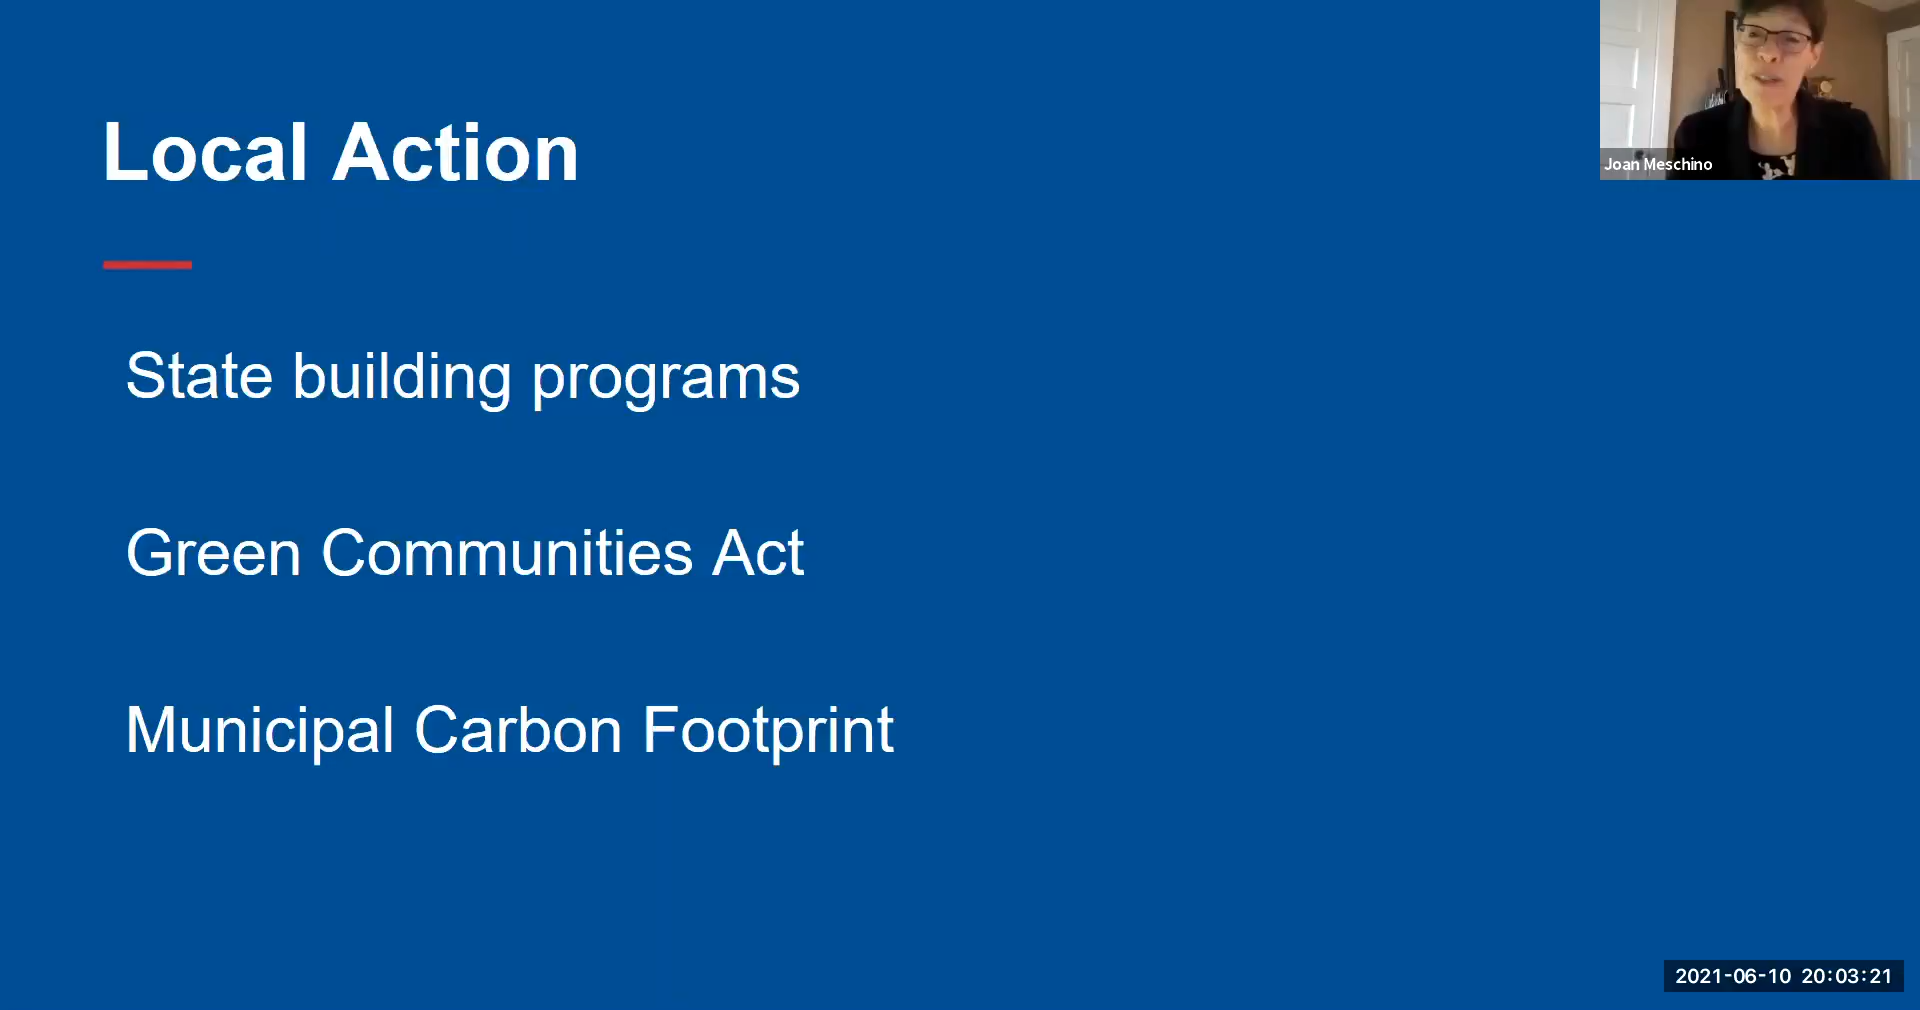 Local Action
State building programs
Green Communities Act
Municipal Carbon Footprint
Joan Meschino
2021-06-10 20:03:21